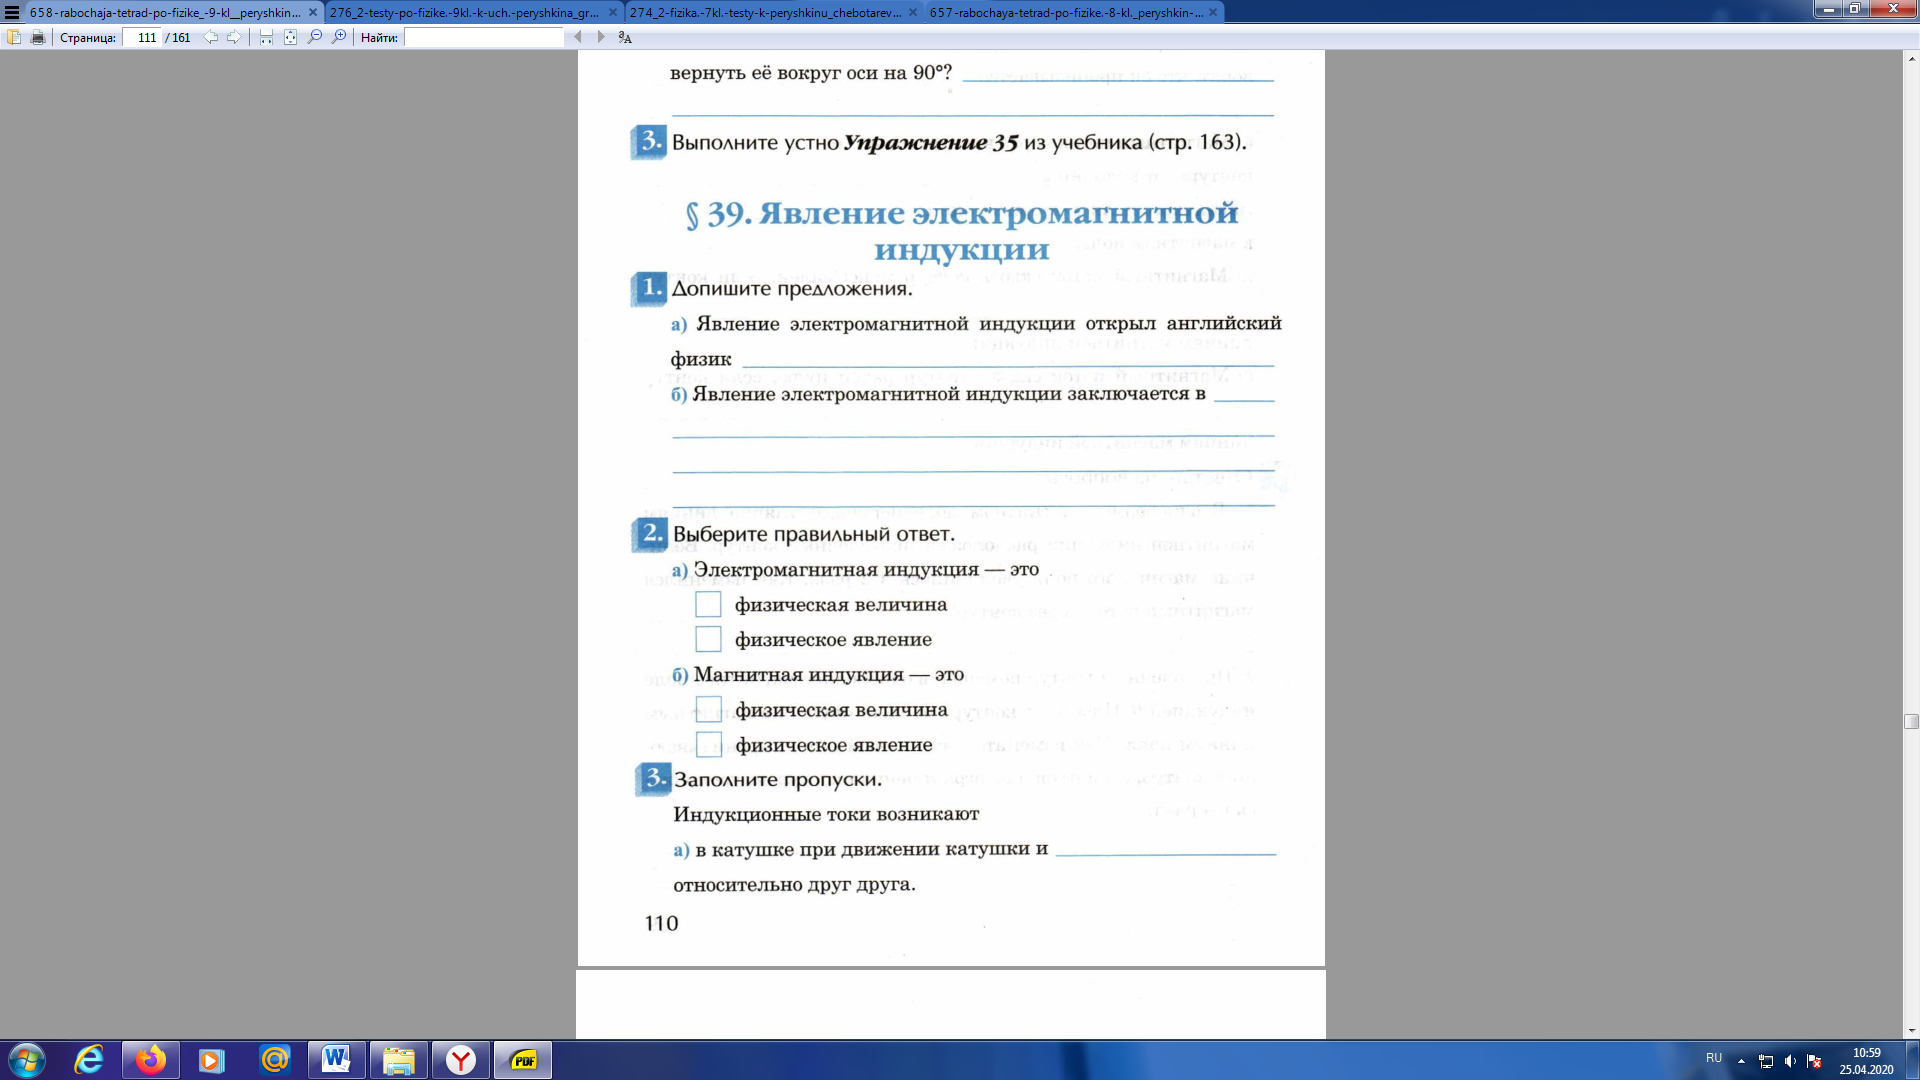 658-rabochaja-tetrad-po-fizike_-9-kl__peryshkin...
276_2-testy-po-fizike.-9kl.-k-uch.-peryshkina_gr...
274_2-fizika.-7kl.-testy-k-peryshkinu_chebotarev...
657-rabochaya-tetrad-po-fizike.-8-kl._peryshkin-...
Страница: 111 / 161 Найти:
вернуть её вокруг оси на 90°?
3. Выполните устно Упражнение 35 из учебника (стр. 163).
§ 39. Явление электромагнитной
индукции
1. Допишите предложения.
а) Явление электромагнитной индукции открыл английский
физик
б) Явление электромагнитной индукции заключается в
2. Выберите правильный ответ.
а) Электромагнитная индукция — это
физическая величина
физическое явление
б) Магнитная индукция — это
физическая величина
физическое явление
3. Заполните пропуски.
Индукционные токи возникают
а) в катушке при движении катушки и
относительно друг друга.
110
RU
10:59
25.04.2020
PDF